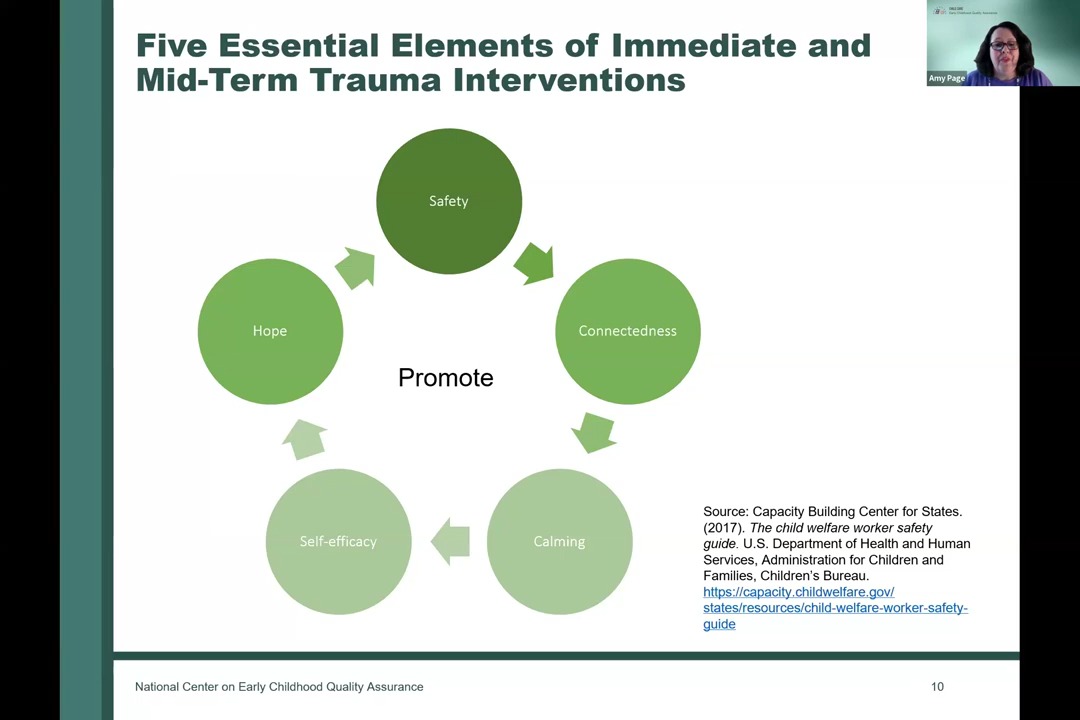 Five Essential Elements of Immediate and
Mid-Term Trauma Interventions
Amy Page
Safety
Hope
Connectedness
Promote
Self-efficacy
Calming
Source: Capacity Building Center for States.
(2017). The child welfare worker safety
guide. U.S. Department of Health and Human
Services, Administration for Children and
Families, Children's Bureau.
https://capacity.childwelfare.gov/
states/resources/child-welfare-worker-safety-
guide
National Center on Early Childhood Quality Assurance
10